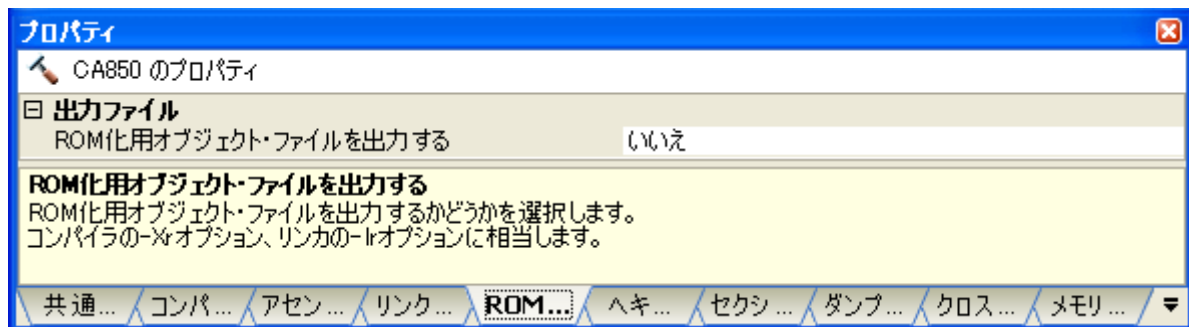 プロパティ
CA850 のプロパティ
出力ファイル
ROM化用オブジェクト・ファイルを出力する いいえ
ROM化用オブジェクト・ファイルを出力する
ROM化用オブジェクト・ファイルを出力するかどうかを選択します。
コンパイラの-Xrオプション、リンカの-lrオプションに相当します。
共通... コンパ... アセン... リンク... ROM... ヘキ... セクシ... ダンプ... クロス... メモリ...